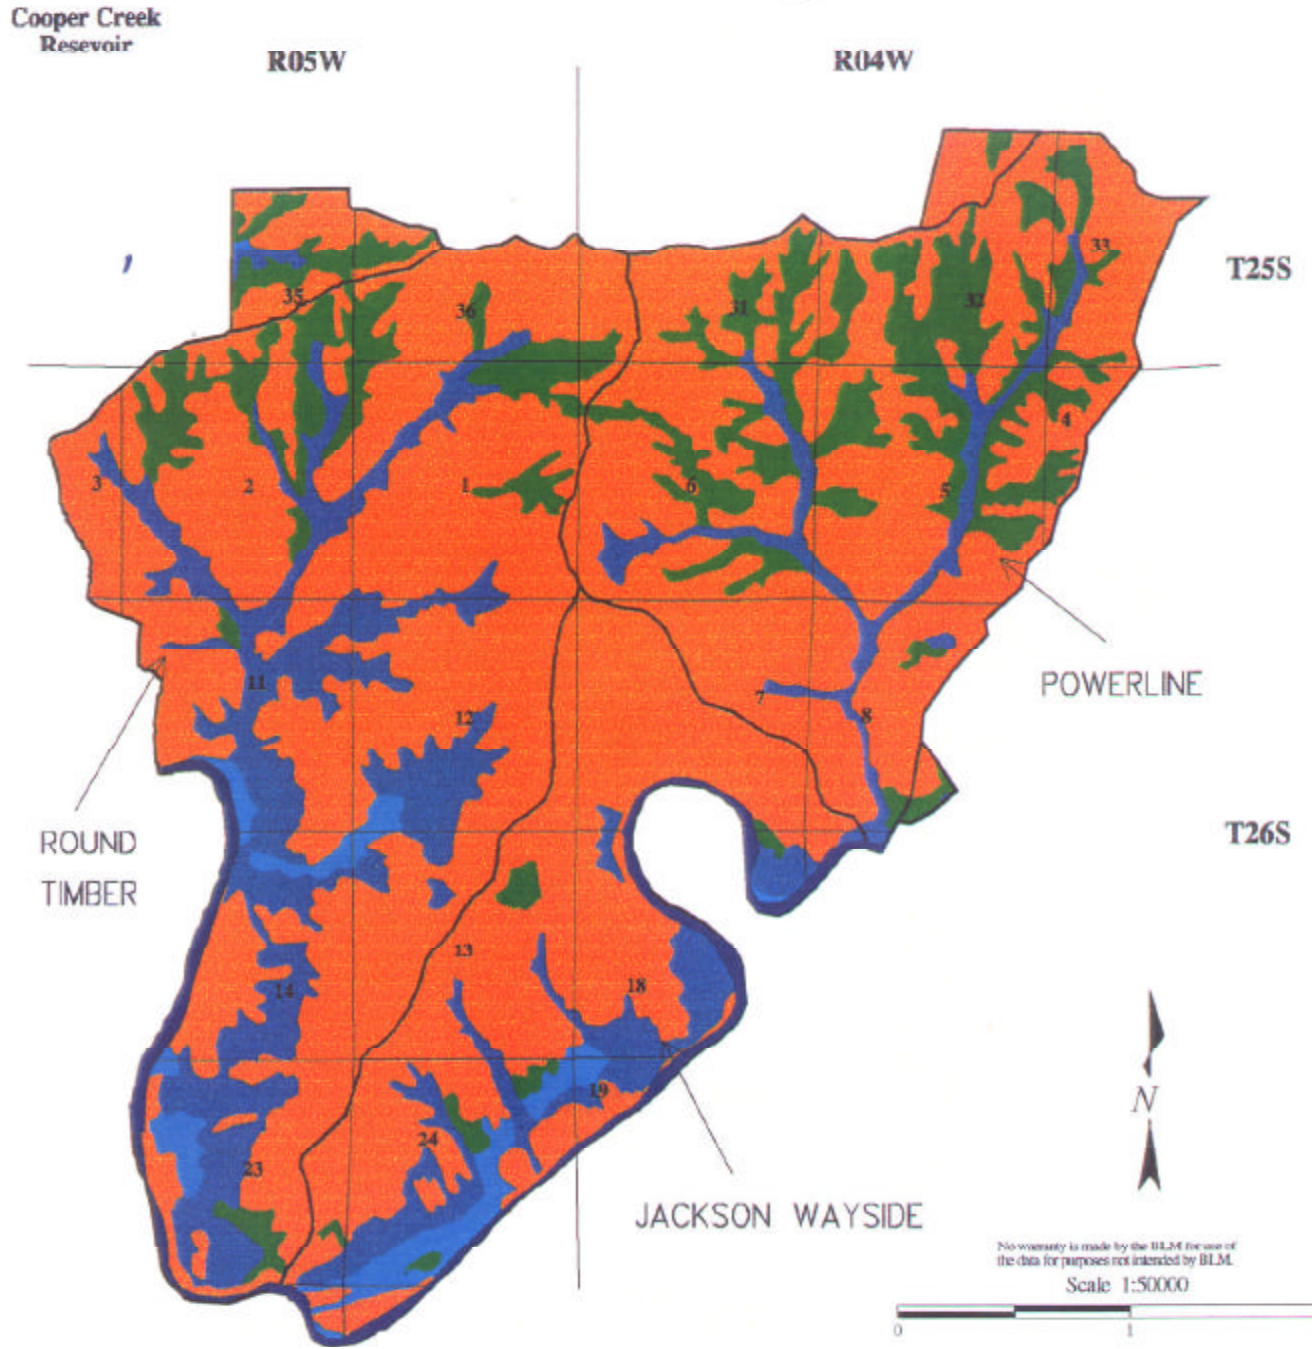 Cooper Creek
Resevoir
R05W
R04W
T25S
33
35
36
31
32
4
3
2
1
6
5
POWERLINE
11
7
12
8
ROUND
TIMBER
T26S
13
14
18
19
24
23
N
JACKSON WAYSIDE
No warranty is made by the BLM for use of
the data for purposes not intended by BLM.
Scale 1:50000
0
1